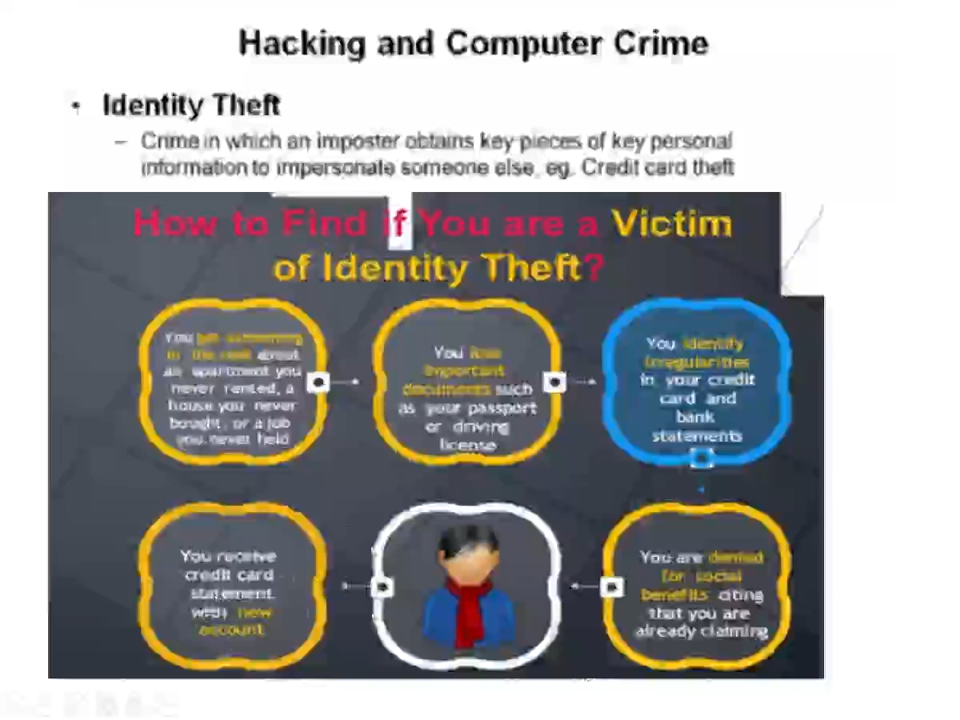 Hacking and Computer Crime
• Identity Theft
– Crime in which an imposter obtains key pieces of key personal
information to impersonate someone else, eg. Credit card theft
How to Find if You are a Victim
of Identity Theft?
You get something
in the mail about
an apartment you
never rented, a
house you never
bought, or a job
you never held
You lose
important
documents such
as your passport
or driving
license
You identify
irregularities
in your credit
card and
bank
statements
You receive
credit card
statement
with new
account
You are denied
for social
benefits citing
that you are
already claiming